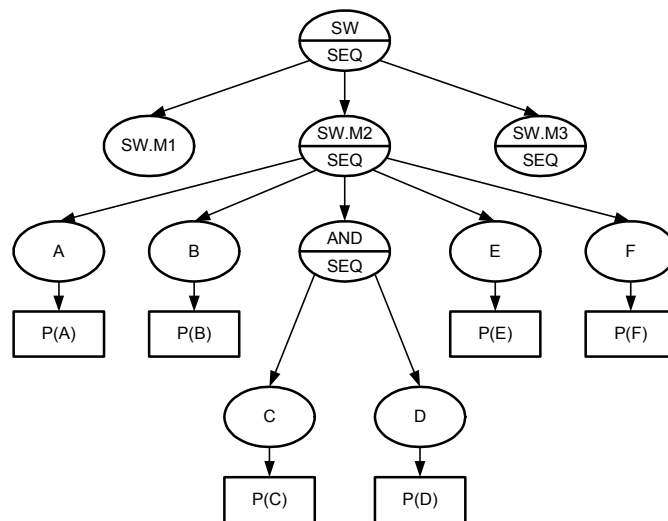 SW
SEQ
SW.M1
SW.M2
SEQ
SW.M3
SEQ
A
B
AND
SEQ
E
F
P(A)
P(B)
P(E)
P(F)
C
D
P(C)
P(D)